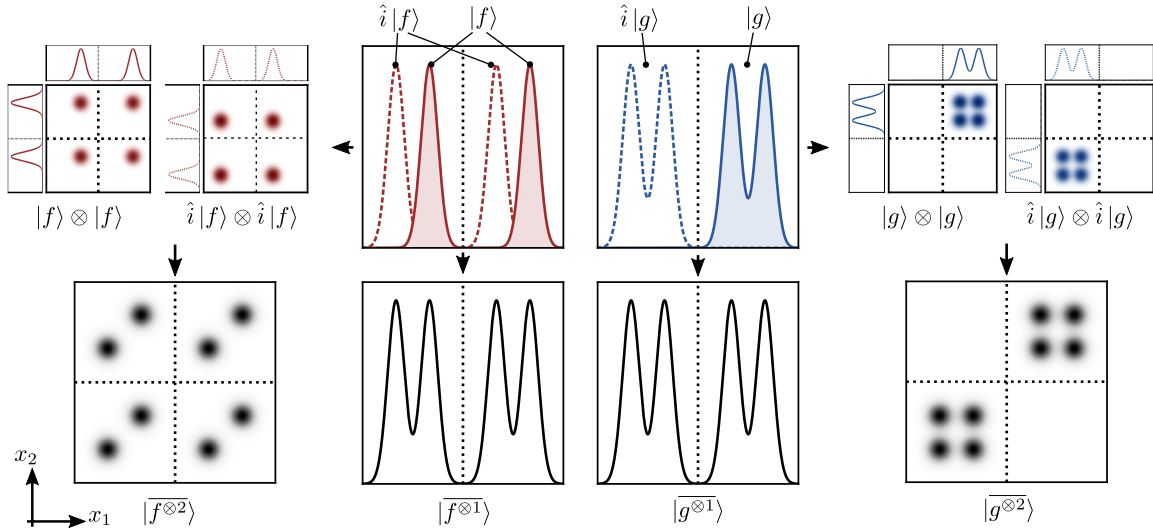 î |f⟩
|f⟩
î |g⟩
|g⟩
|f⟩ ⊗ |f⟩
î |f⟩ ⊗ î |f⟩
|g⟩ ⊗ |g⟩
î |g⟩ ⊗ î |g⟩
x₂
x₁
|f̅⊗̅2̅⟩
|f̅⊗̅1̅⟩
|g̅⊗̅1̅⟩
|g̅⊗̅2̅⟩